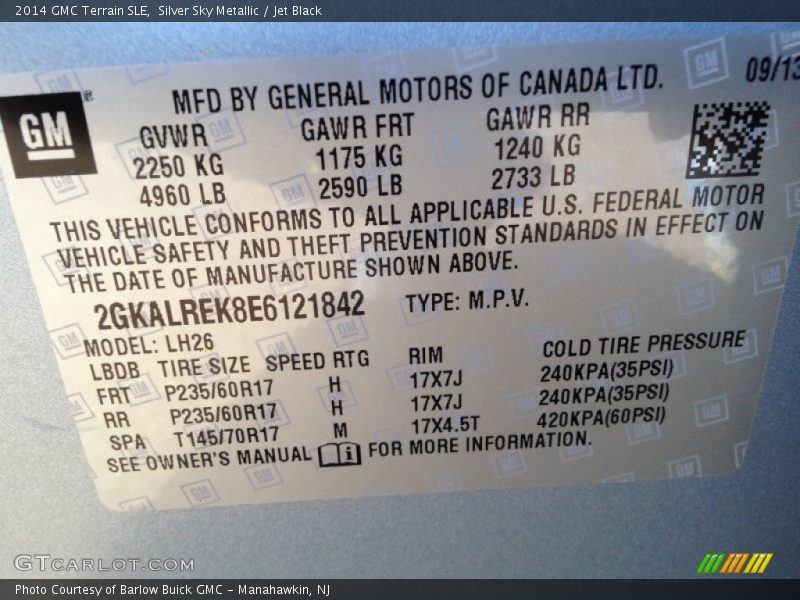 2014 GMC Terrain SLE,  Silver Sky Metallic / Jet Black
MFD BY GENERAL MOTORS OF CANADA LTD. 09/13
GM
GVWR GAWR FRT GAWR RR
2250 KG 1175 KG 1240 KG
4960 LB 2590 LB 2733 LB
THIS VEHICLE CONFORMS TO ALL APPLICABLE U.S. FEDERAL MOTOR
VEHICLE SAFETY AND THEFT PREVENTION STANDARDS IN EFFECT ON
THE DATE OF MANUFACTURE SHOWN ABOVE.
2GKALREK8E6121842 TYPE: M.P.V.
MODEL: LH26
LBDB TIRE SIZE SPEED RTG RIM COLD TIRE PRESSURE
FRT P235/60R17 H 17X7J 240KPA(35PSI)
RR P235/60R17 H 17X7J 240KPA(35PSI)
SPA T145/70R17 M 17X4.5T 420KPA(60PSI)
SEE OWNER'S MANUAL i FOR MORE INFORMATION.
GTCARLOT.COM
Photo Courtesy of Barlow Buick GMC - Manahawkin, NJ